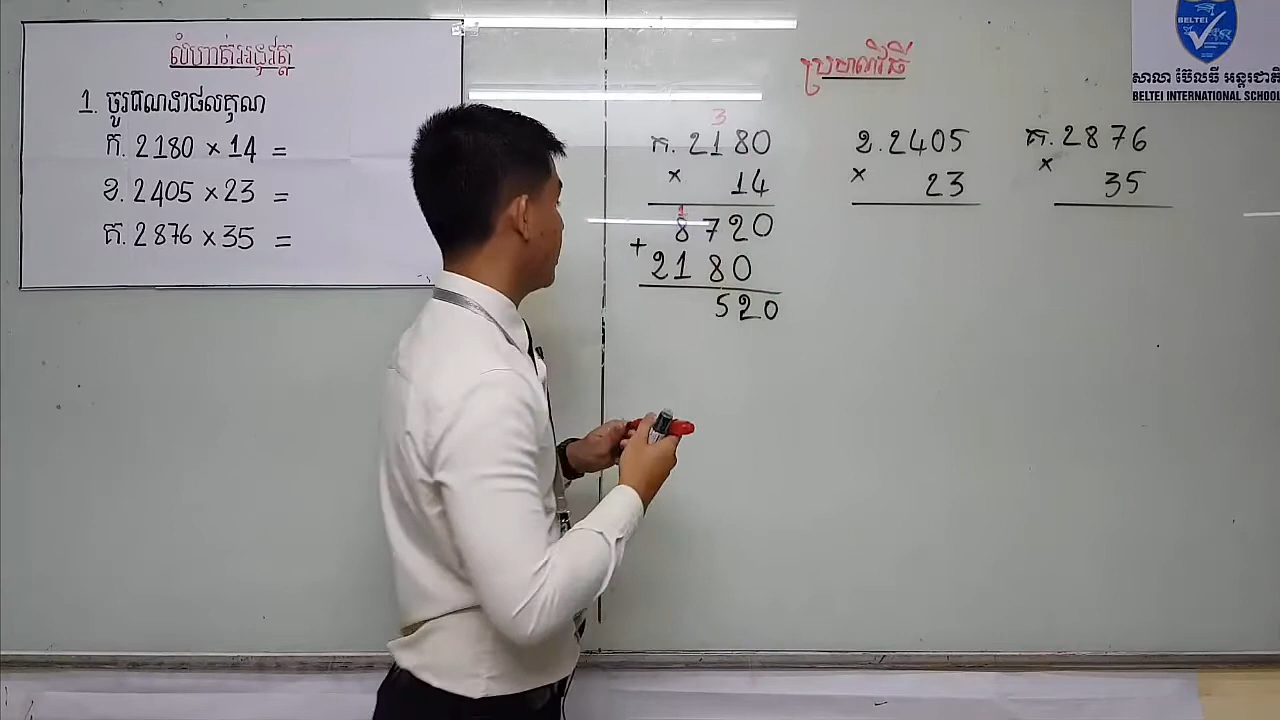 លំហាត់អនុវត្ត
1. ចូរគណនាផលគុណ
ក. 2180 × 14 =
ខ. 2405 × 23 =
គ. 2876 × 35 =
ប្រមាណវិធី
3
ក. 2180
× 14
1
8720
+ 2180
520
ខ. 2405
× 23
គ. 2876
× 35
BELTEI
INTERNATIONAL
SCHOOL
សាលា ប៊ែលធី អន្តរជាតិ
BELTEI INTERNATIONAL SCHOOL